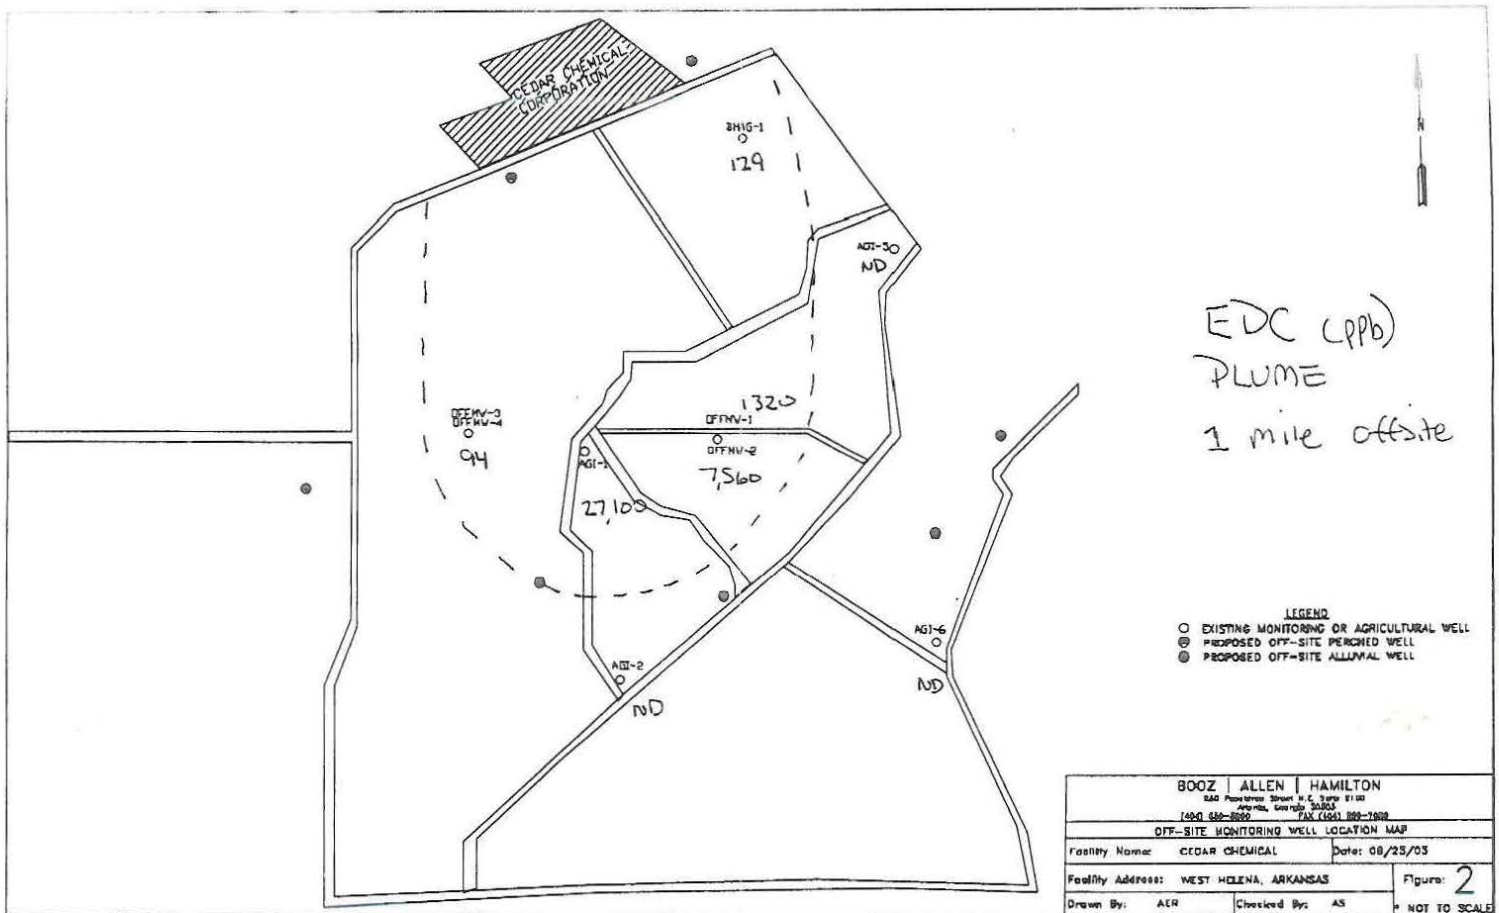 CEDAR CHEMICAL
CORPORATION
N
BHIG-1
129
AGI-5
ND
EDC (ppb)
PLUME
1 mile offsite
1320
OFFMW-3
OFFMW-4
94
OFFMW-1
OFFMW-2
7,560
AGI-1
27,100
AGI-2
ND
AGI-6
ND
LEGEND
EXISTING MONITORING OR AGRICULTURAL WELL
PROPOSED OFF-SITE PERCHED WELL
PROPOSED OFF-SITE ALLUVIAL WELL
BOOZ | ALLEN | HAMILTON
OFF-SITE MONITORING WELL LOCATION MAP
Facility Name: CEDAR CHEMICAL Date: 08/25/03
Facility Address: WEST HELENA, ARKANSAS
Figure: 2
Drawn By: AER Checked By: AS
* NOT TO SCALE